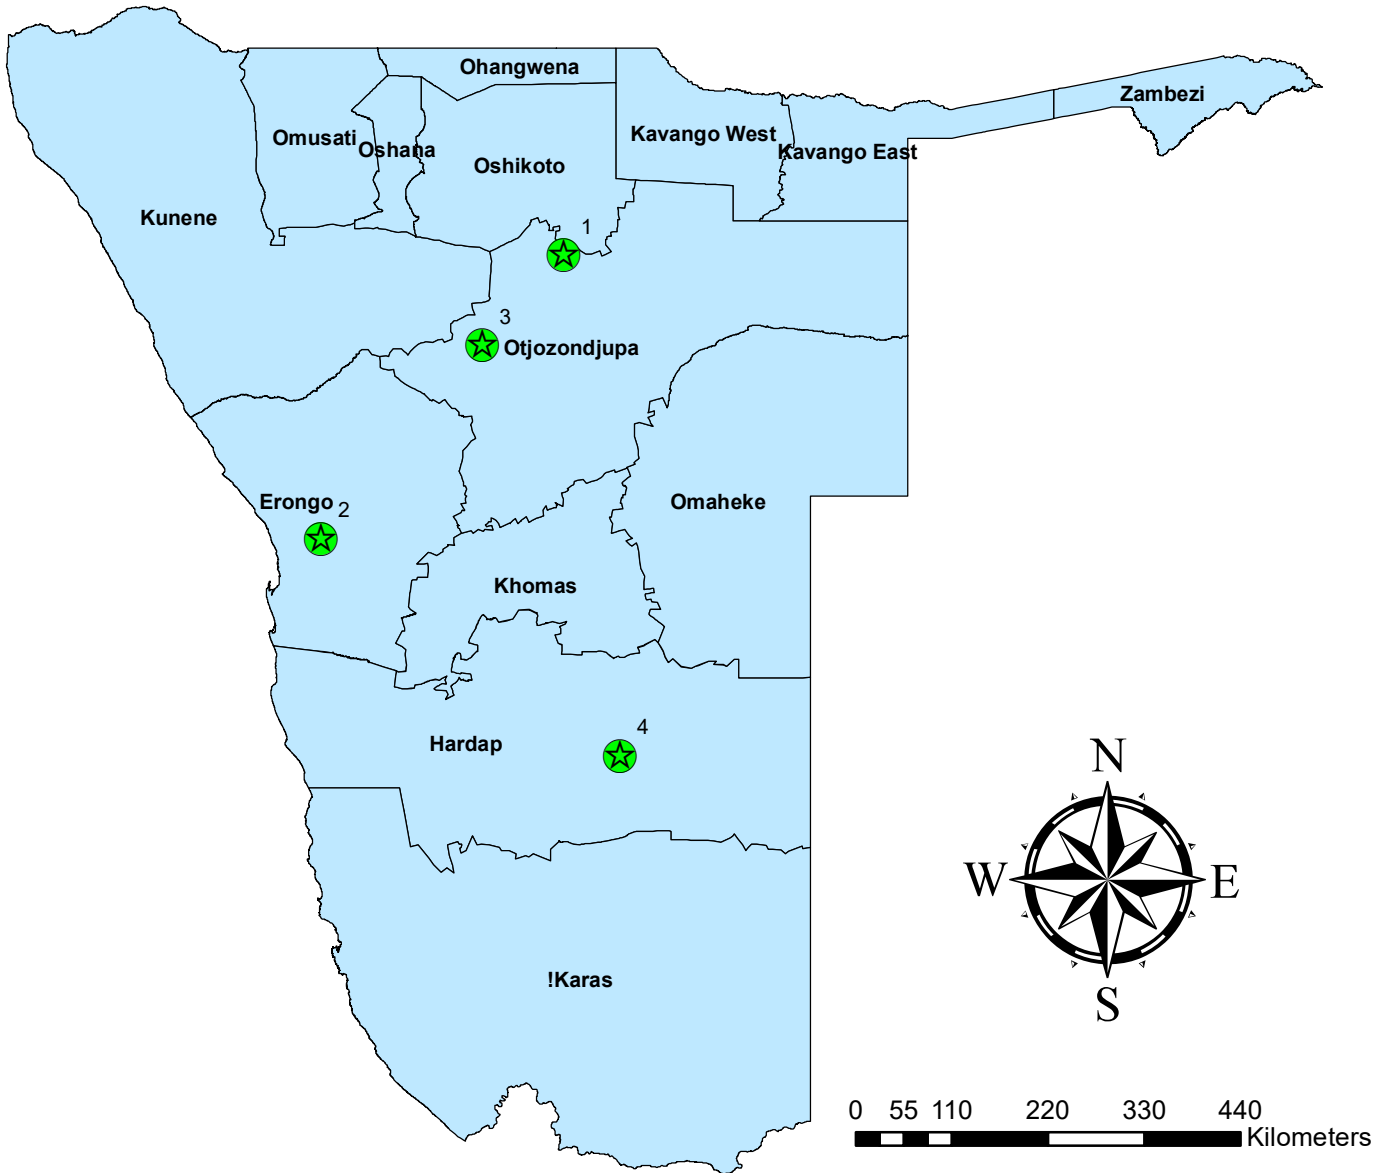 Ohangwena
Zambezi
Kavango West
Omusati
Oshana
Kavango East
Oshikoto
Kunene
1
3
Otjozondjupa
Erongo
2
Omaheke
Khomas
4
Hardap
N
W
E
S
!Karas
0 55 110 220 330 440
Kilometers